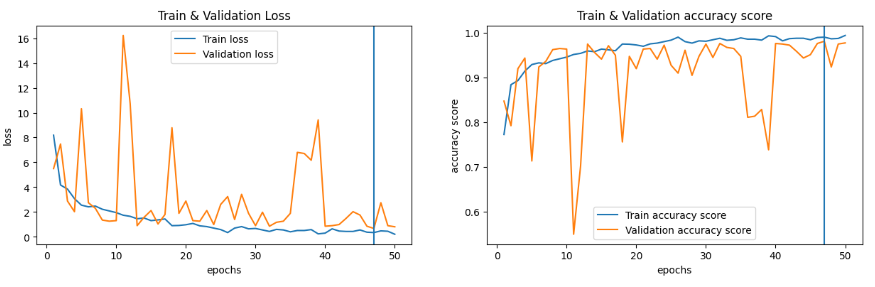 Train & Validation Loss
16
14
12
10
8
6
4
2
0
loss
Train loss
Validation loss
0
10
20
30
40
50
epochs
Train & Validation accuracy score
1.0
0.9
0.8
0.7
0.6
accuracy score
Train accuracy score
Validation accuracy score
0
10
20
30
40
50
epochs